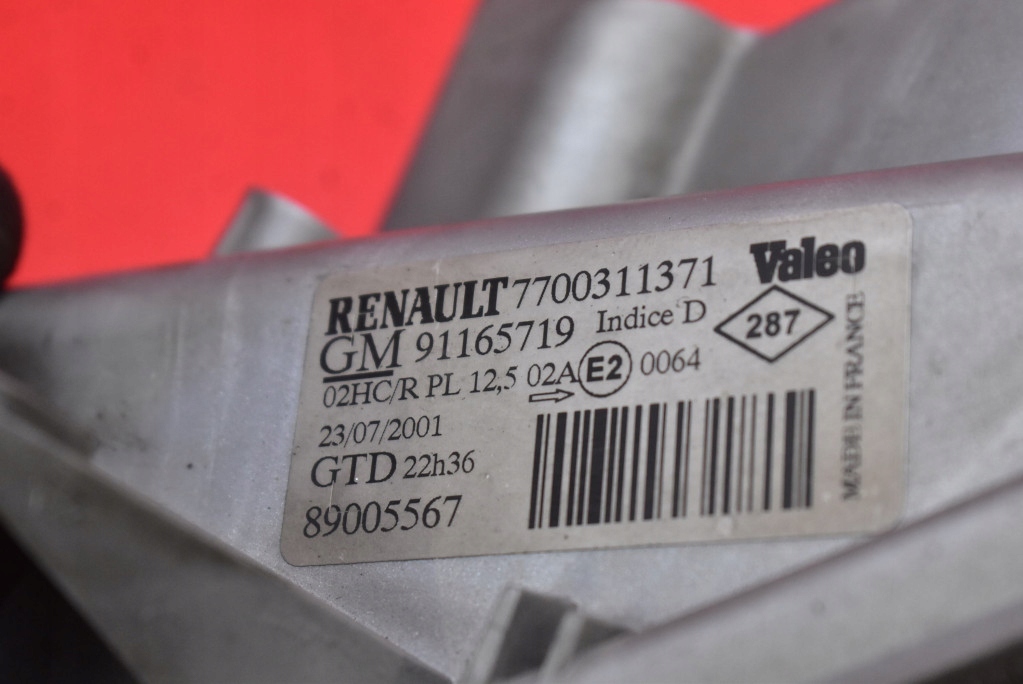 Valeo
RENAULT 7700311371
GM 91165719 Indice D
287
02HC/R PL 12,5 02A E2 0064
23/07/2001
GTD 22h36
89005567
MADE IN FRANCE